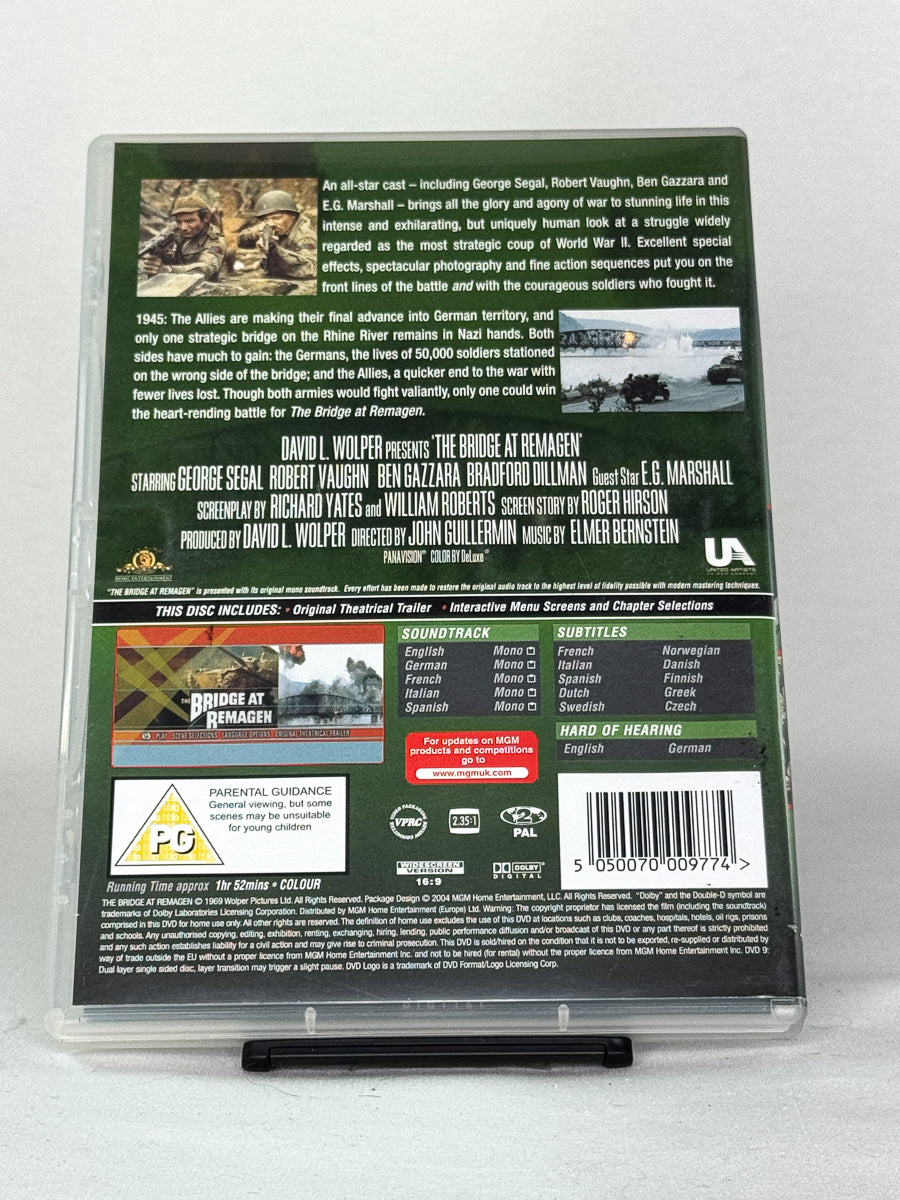 An all-star cast – including George Segal, Robert Vaughn, Ben Gazzara and
E.G. Marshall – brings all the glory and agony of war to stunning life in this
intense and exhilarating, but uniquely human look at a struggle widely
regarded as the most strategic coup of World War II. Excellent special
effects, spectacular photography and fine action sequences put you on the
front lines of the battle and with the courageous soldiers who fought it.
1945: The Allies are making their final advance into German territory, and
only one strategic bridge on the Rhine River remains in Nazi hands. Both
sides have much to gain: the Germans, the lives of 50,000 soldiers stationed
on the wrong side of the bridge; and the Allies, a quicker end to the war with
fewer lives lost. Though both armies would fight valiantly, only one could win
the heart-rending battle for The Bridge at Remagen.
DAVID L. WOLPER PRESENTS 'THE BRIDGE AT REMAGEN'
STARRING GEORGE SEGAL ROBERT VAUGHN BEN GAZZARA BRADFORD DILLMAN Guest Star E.G. MARSHALL
SCREENPLAY BY RICHARD YATES and WILLIAM ROBERTS SCREEN STORY BY ROGER HIRSON
PRODUCED BY DAVID L. WOLPER DIRECTED BY JOHN GUILLERMIN MUSIC BY ELMER BERNSTEIN
PANAVISION® COLOR BY DeLuxe®
HOME ENTERTAINMENT
UA
UNITED ARTISTS
"THE BRIDGE AT REMAGEN" is presented with its original mono soundtrack. Every effort has been made to restore the original audio track to the highest level of fidelity possible with modern mastering techniques.
THIS DISC INCLUDES: • Original Theatrical Trailer • Interactive Menu Screens and Chapter Selections
THE BRIDGE AT
REMAGEN
PLAY SCENE SELECTIONS LANGUAGE OPTIONS ORIGINAL THEATRICAL TRAILER
SOUNDTRACK
English Mono
German Mono
French Mono
Italian Mono
Spanish Mono
SUBTITLES
French Norwegian
Italian Danish
Spanish Finnish
Dutch Greek
Swedish Czech
HARD OF HEARING
English German
For updates on MGM
products and competitions
go to
www.mgmuk.com
PG
PARENTAL GUIDANCE
General viewing, but some
scenes may be unsuitable
for young children
VPRC
2.35:1
2
PAL
WIDESCREEN
VERSION
16:9
DOLBY
DIGITAL
5 050070 009774 >
Running Time approx 1hr 52mins • COLOUR
THE BRIDGE AT REMAGEN © 1969 Wolper Pictures Ltd. All Rights Reserved. Package Design © 2004 MGM Home Entertainment, LLC. All Rights Reserved. "Dolby" and the Double-D symbol are
trademarks of Dolby Laboratories Licensing Corporation. Distributed by MGM Home Entertainment (Europe) Ltd. Warning: The copyright proprietor has licensed the film (including the soundtrack)
comprised in this DVD for home use only. All other rights are reserved. The definition of home use excludes the use of this DVD at locations such as clubs, coaches, hospitals, hotels, oil rigs, prisons
and schools. Any unauthorised copying, editing, exhibition, renting, exchanging, hiring, lending, public performance diffusion and/or broadcast of this DVD or any part thereof is strictly prohibited
and any such action establishes liability for a civil action and may give rise to criminal prosecution. This DVD is sold/hired on the condition that it is not to be exported, re-supplied or distributed by
way of trade outside the EU without a proper licence from MGM Home Entertainment Inc. and not to be hired (for rental) without the proper licence from MGM Home Entertainment Inc. DVD 9:
Dual layer single sided disc, layer transition may trigger a slight pause. DVD Logo is a trademark of DVD Format/Logo Licensing Corp.